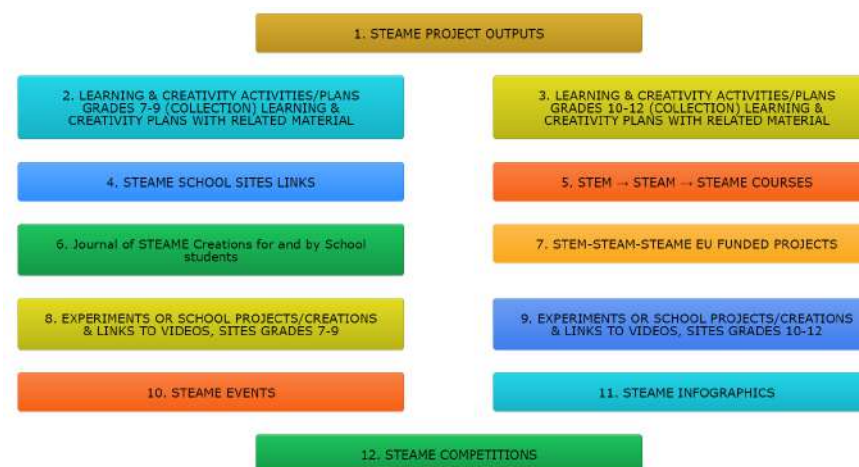 1. STEAME PROJECT OUTPUTS
2. LEARNING & CREATIVITY ACTIVITIES/PLANS
GRADES 7-9 (COLLECTION) LEARNING &
CREATIVITY PLANS WITH RELATED MATERIAL
3. LEARNING & CREATIVITY ACTIVITIES/PLANS
GRADES 10-12 (COLLECTION) LEARNING &
CREATIVITY PLANS WITH RELATED MATERIAL
4. STEAME SCHOOL SITES LINKS
5. STEM → STEAM → STEAME COURSES
6. Journal of STEAME Creations for and by School
students
7. STEM-STEAM-STEAME EU FUNDED PROJECTS
8. EXPERIMENTS OR SCHOOL PROJECTS/CREATIONS
& LINKS TO VIDEOS, SITES GRADES 7-9
9. EXPERIMENTS OR SCHOOL PROJECTS/CREATIONS
& LINKS TO VIDEOS, SITES GRADES 10-12
10. STEAME EVENTS
11. STEAME INFOGRAPHICS
12. STEAME COMPETITIONS